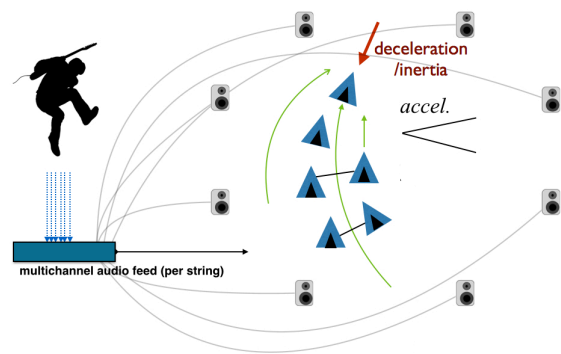 deceleration
/inertia
accel.
multichannel audio feed (per string)